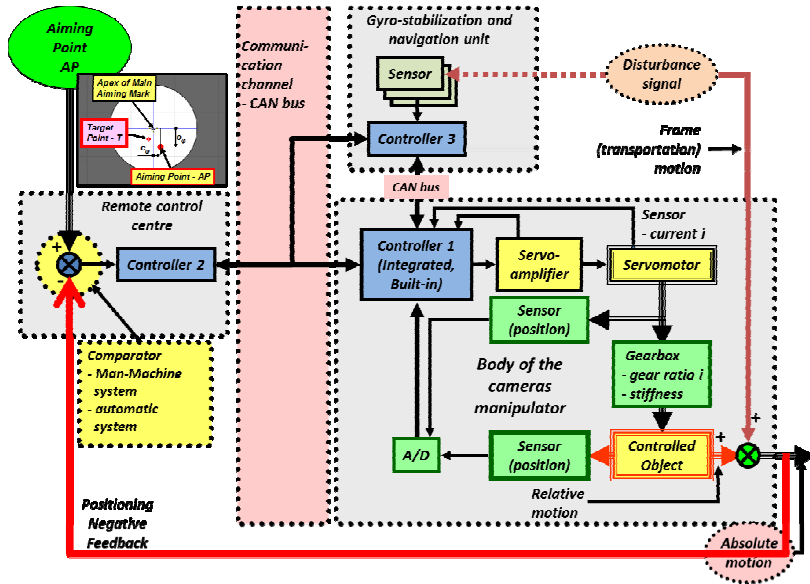 Aiming
Point
AP
Apex of Main
Aiming Mark
Target
Point - T
Aiming Point - AP
Communi-
cation
channel
- CAN bus
Gyro-stabilization and
navigation unit
Sensor
Controller 3
CAN bus
Disturbance
signal
Frame
(transportation)
motion
Remote control
centre
+
Controller 2
Comparator
- Man-Machine
system
- automatic
system
Controller 1
(Integrated,
Built-in)
Servo-
amplifier
Sensor
- current i
Servomotor
Sensor
(position)
Gearbox
- gear ratio i
- stiffness
Body of the
cameras
manipulator
A/D
Sensor
(position)
Controlled
Object
+
+
Relative
motion
Positioning
Negative
Feedback
Absolute
motion